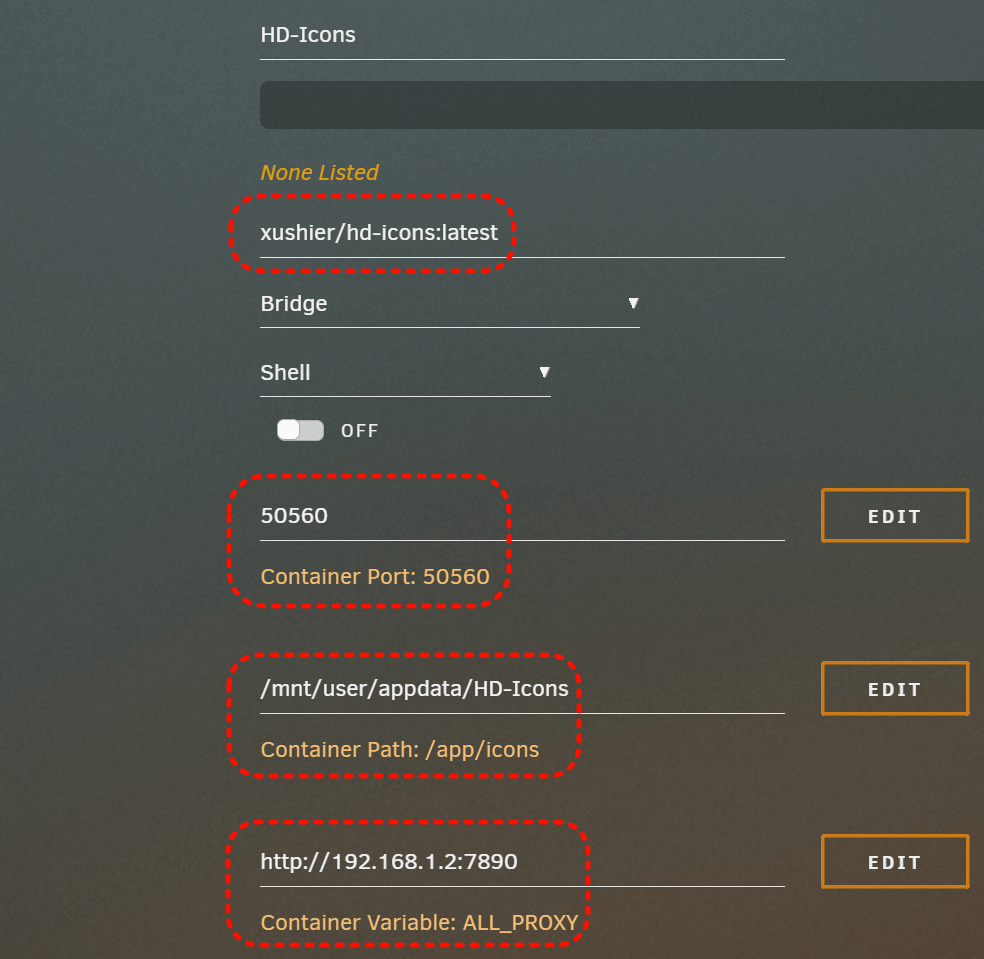 HD-Icons
None Listed
xushier/hd-icons:latest
Bridge
Shell
OFF
50560
EDIT
Container Port: 50560
/mnt/user/appdata/HD-Icons
EDIT
Container Path: /app/icons
http://192.168.1.2:7890
EDIT
Container Variable: ALL_PROXY